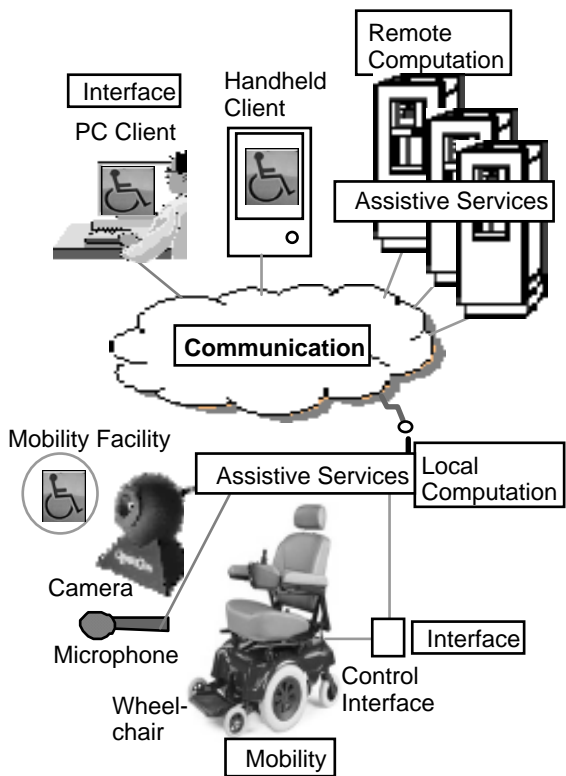 Remote
Computation
Interface
Handheld
Client
PC Client
Assistive Services
Communication
Mobility Facility
Assistive Services
Local
Computation
Camera
Microphone
Interface
Control
Interface
Wheel-
chair
Mobility